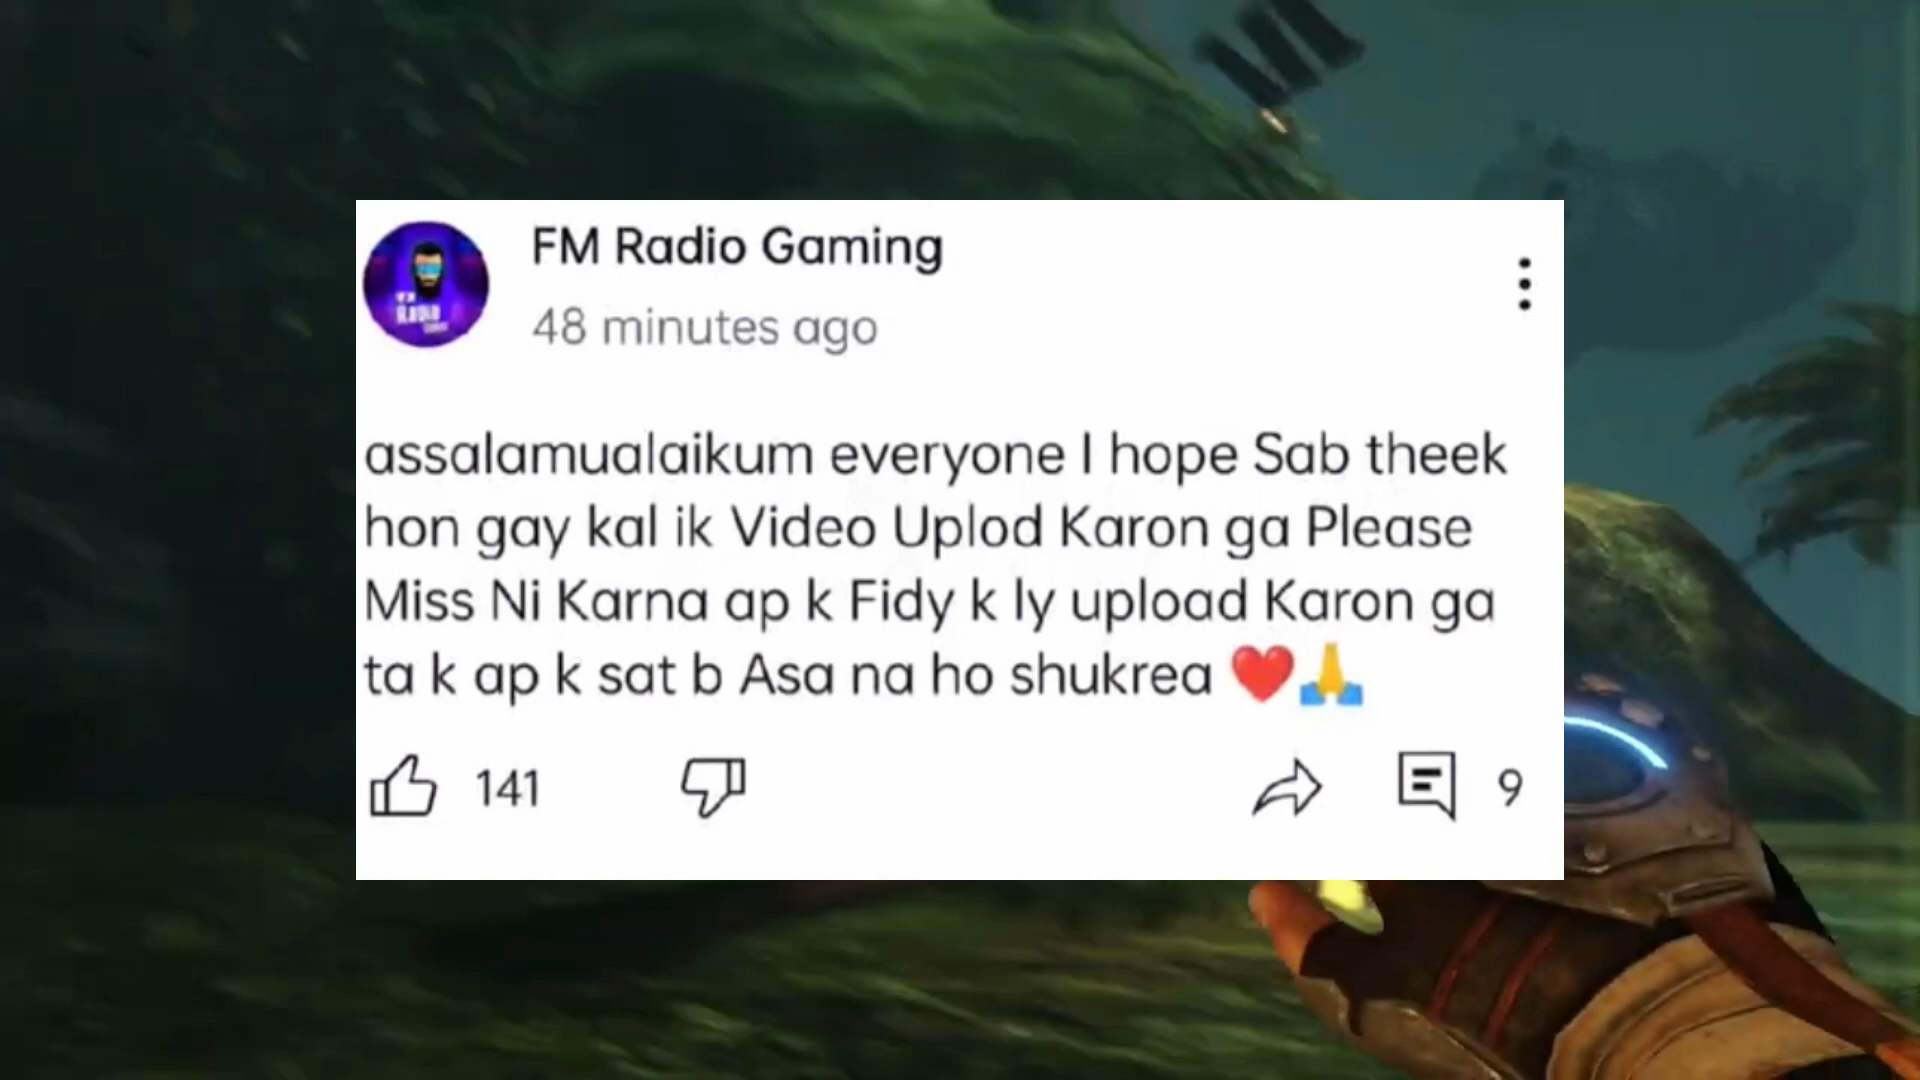 FM Radio Gaming
48 minutes ago
assalamualaikum everyone I hope Sab theek
hon gay kal ik Video Uplod Karon ga Please
Miss Ni Karna ap k Fidy k ly upload Karon ga
ta k ap k sat b Asa na ho shukrea ❤️🙏
141
9
Radio